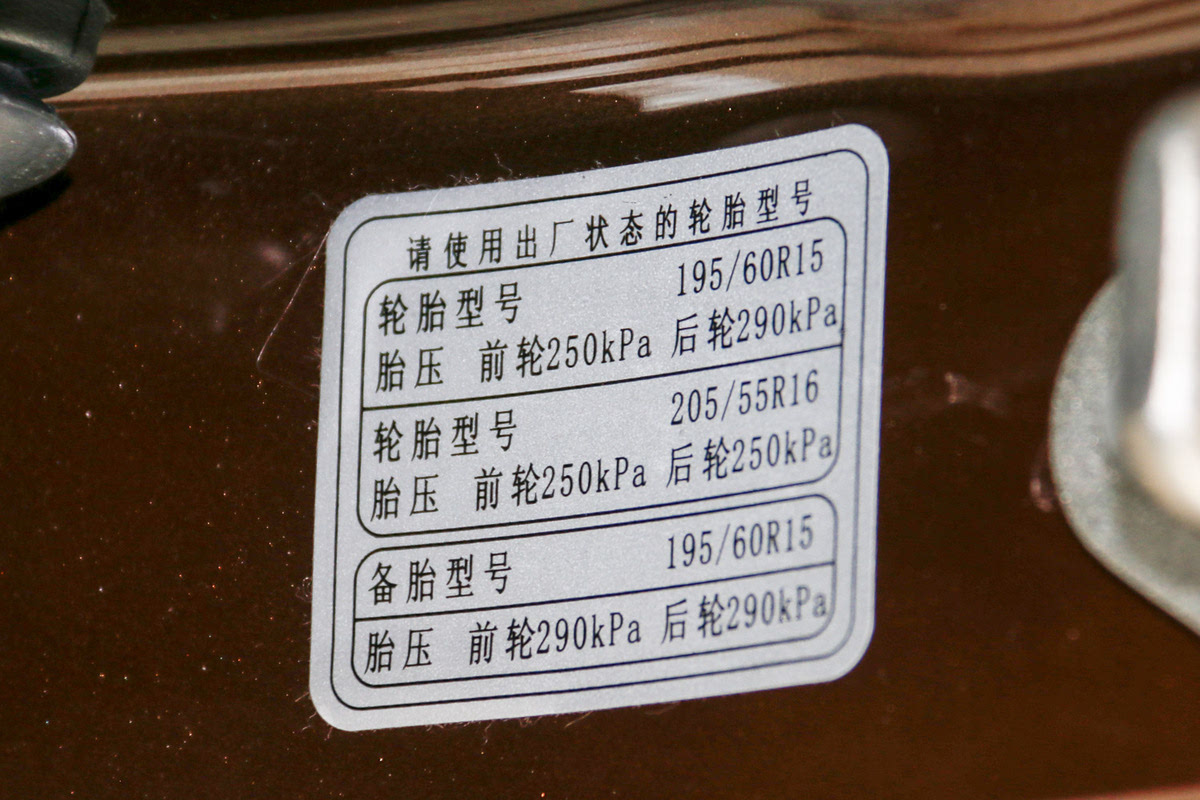 请使用出厂状态的轮胎型号
轮胎型号 195/60R15
胎压 前轮250kPa 后轮290kPa
轮胎型号 205/55R16
胎压 前轮250kPa 后轮250kPa
备胎型号 195/60R15
胎压 前轮290kPa 后轮290kPa